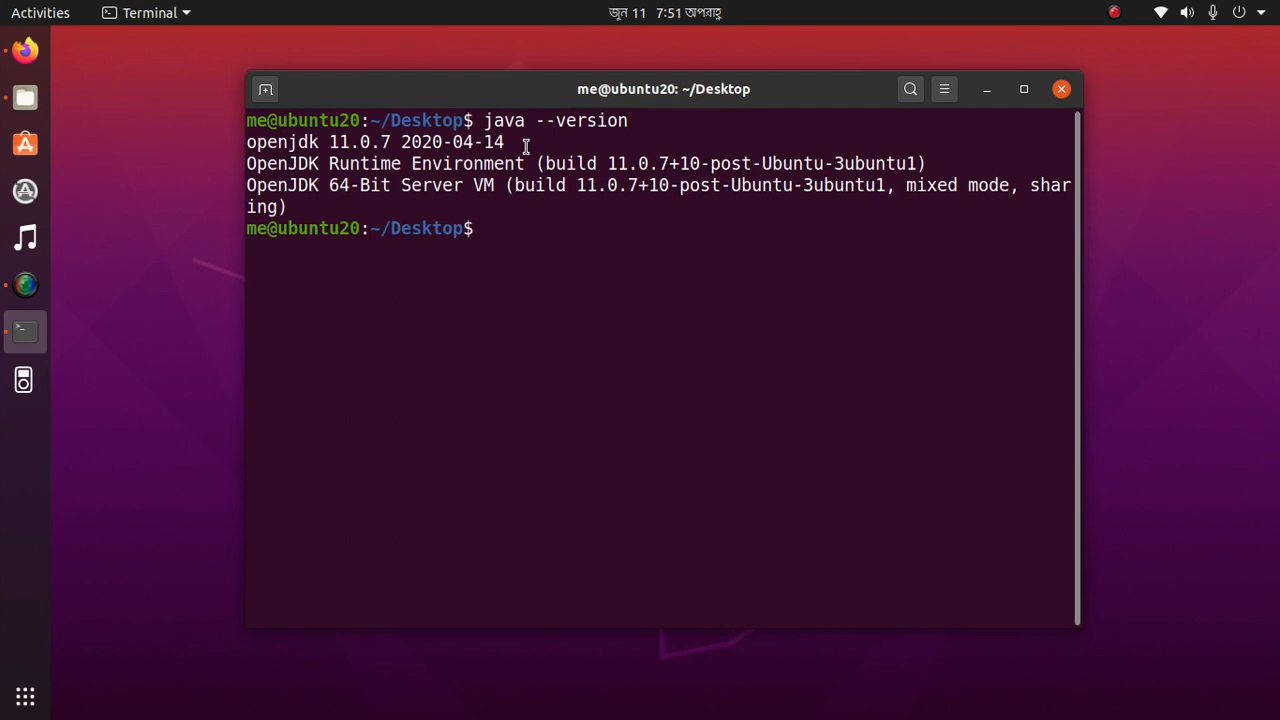 Activities
Terminal
জুন 11 7:51 অপরাহ্ণ
me@ubuntu20: ~/Desktop
me@ubuntu20:~/Desktop$ java --version
openjdk 11.0.7 2020-04-14
OpenJDK Runtime Environment (build 11.0.7+10-post-Ubuntu-3ubuntu1)
OpenJDK 64-Bit Server VM (build 11.0.7+10-post-Ubuntu-3ubuntu1, mixed mode, shar
ing)
me@ubuntu20:~/Desktop$